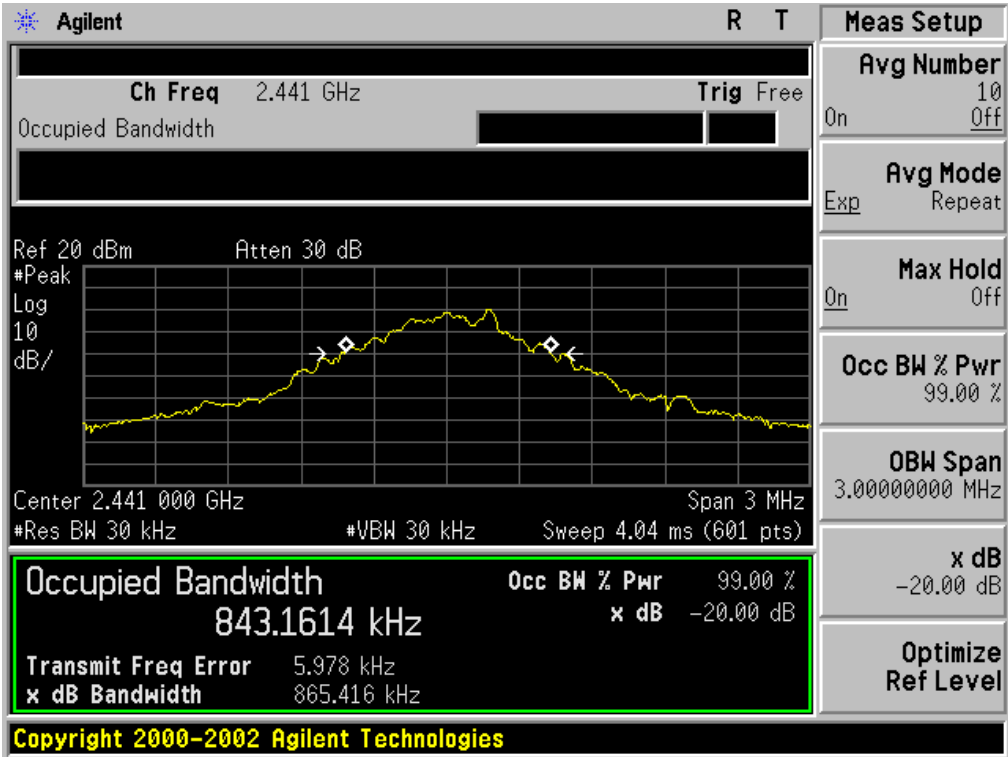 Agilent R T
Ch Freq 2.441 GHz Trig Free
Occupied Bandwidth
Ref 20 dBm Atten 30 dB
#Peak
Log
10
dB/
Center 2.441 000 GHz Span 3 MHz
#Res BW 30 kHz #VBW 30 kHz Sweep 4.04 ms (601 pts)
Occupied Bandwidth Occ BW % Pwr 99.00 %
843.1614 kHz x dB -20.00 dB
Transmit Freq Error 5.978 kHz
x dB Bandwidth 865.416 kHz
Copyright 2000-2002 Agilent Technologies
Meas Setup
Avg Number
10
On Off
Avg Mode
Exp Repeat
Max Hold
On Off
Occ BW % Pwr
99.00 %
OBW Span
3.00000000 MHz
x dB
-20.00 dB
Optimize
Ref Level